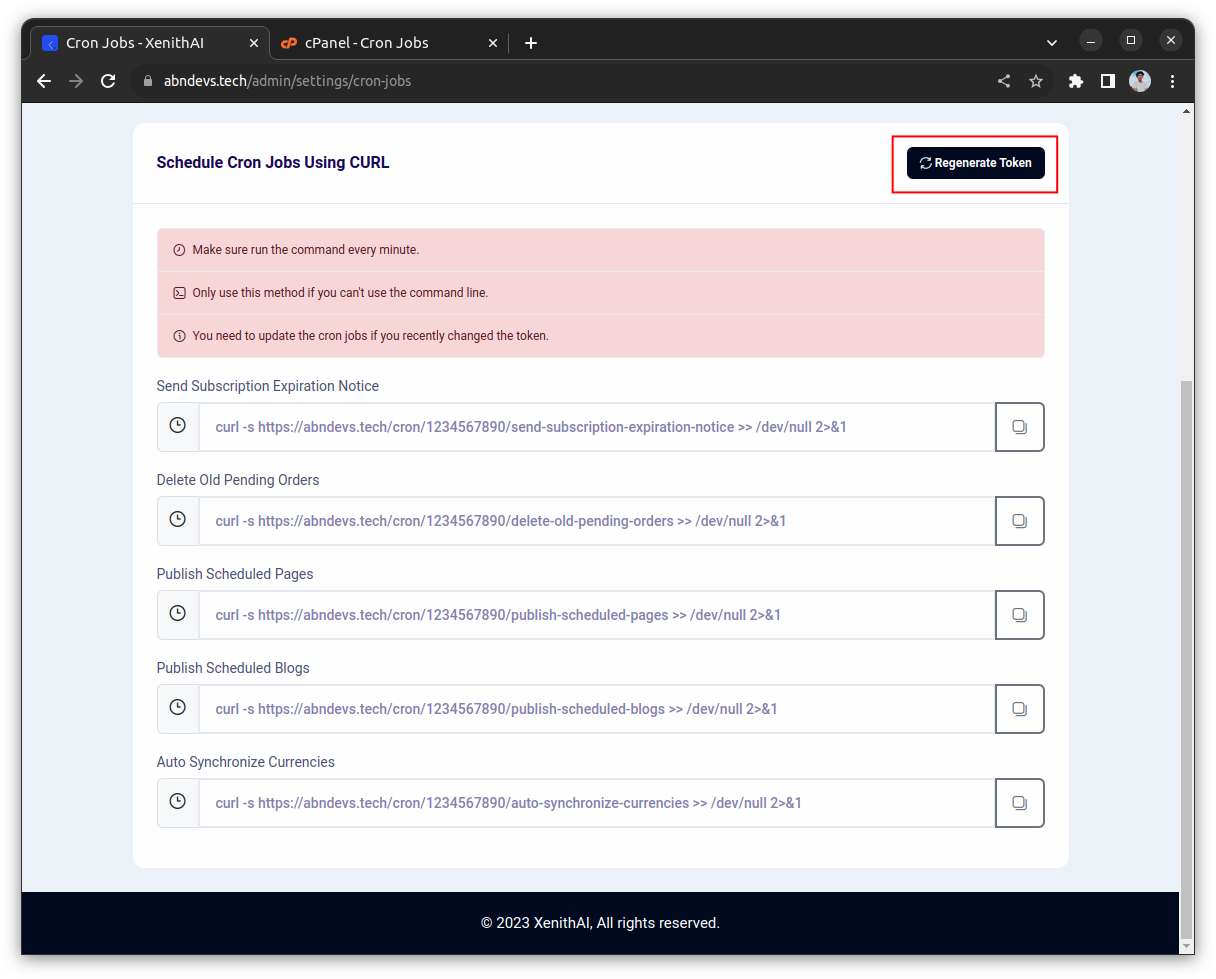 Cron Jobs - XenithAI
cPanel - Cron Jobs
abndevs.tech/admin/settings/cron-jobs
Schedule Cron Jobs Using CURL
Regenerate Token
Make sure run the command every minute.
Only use this method if you can't use the command line.
You need to update the cron jobs if you recently changed the token.
Send Subscription Expiration Notice
curl -s https://abndevs.tech/cron/1234567890/send-subscription-expiration-notice >> /dev/null 2>&1
Delete Old Pending Orders
curl -s https://abndevs.tech/cron/1234567890/delete-old-pending-orders >> /dev/null 2>&1
Publish Scheduled Pages
curl -s https://abndevs.tech/cron/1234567890/publish-scheduled-pages >> /dev/null 2>&1
Publish Scheduled Blogs
curl -s https://abndevs.tech/cron/1234567890/publish-scheduled-blogs >> /dev/null 2>&1
Auto Synchronize Currencies
curl -s https://abndevs.tech/cron/1234567890/auto-synchronize-currencies >> /dev/null 2>&1
© 2023 XenithAI, All rights reserved.